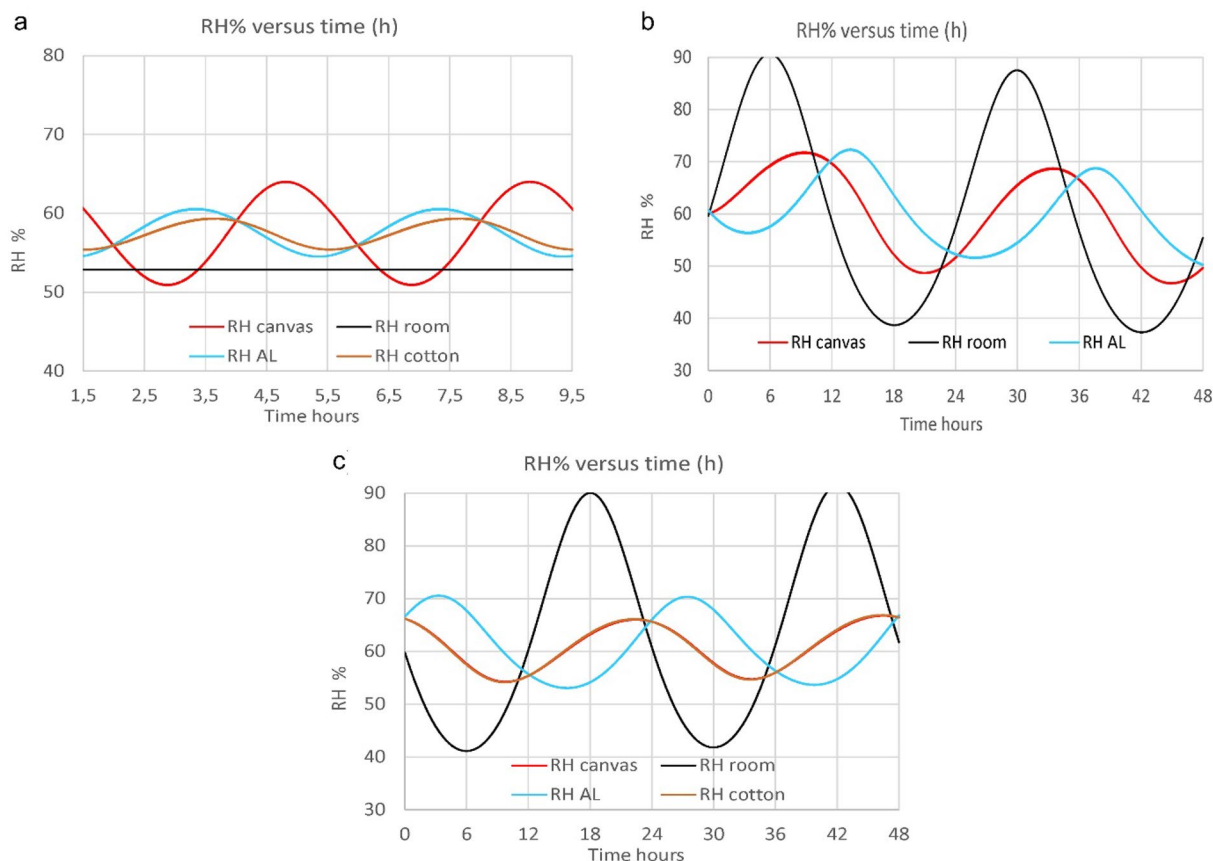 a
RH% versus time (h)
80
70
60
50
40
RH %
RH canvas RH room
RH AL RH cotton
1,5 2,5 3,5 4,5 5,5 6,5 7,5 8,5 9,5
Time hours
b
RH% versus time (h)
90
80
70
60
50
40
30
RH %
RH canvas RH room RH AL
0 6 12 18 24 30 36 42 48
Time hours
c
RH% versus time (h)
90
80
70
60
50
40
30
RH %
RH canvas RH room
RH AL RH cotton
0 6 12 18 24 30 36 42 48
Time hours